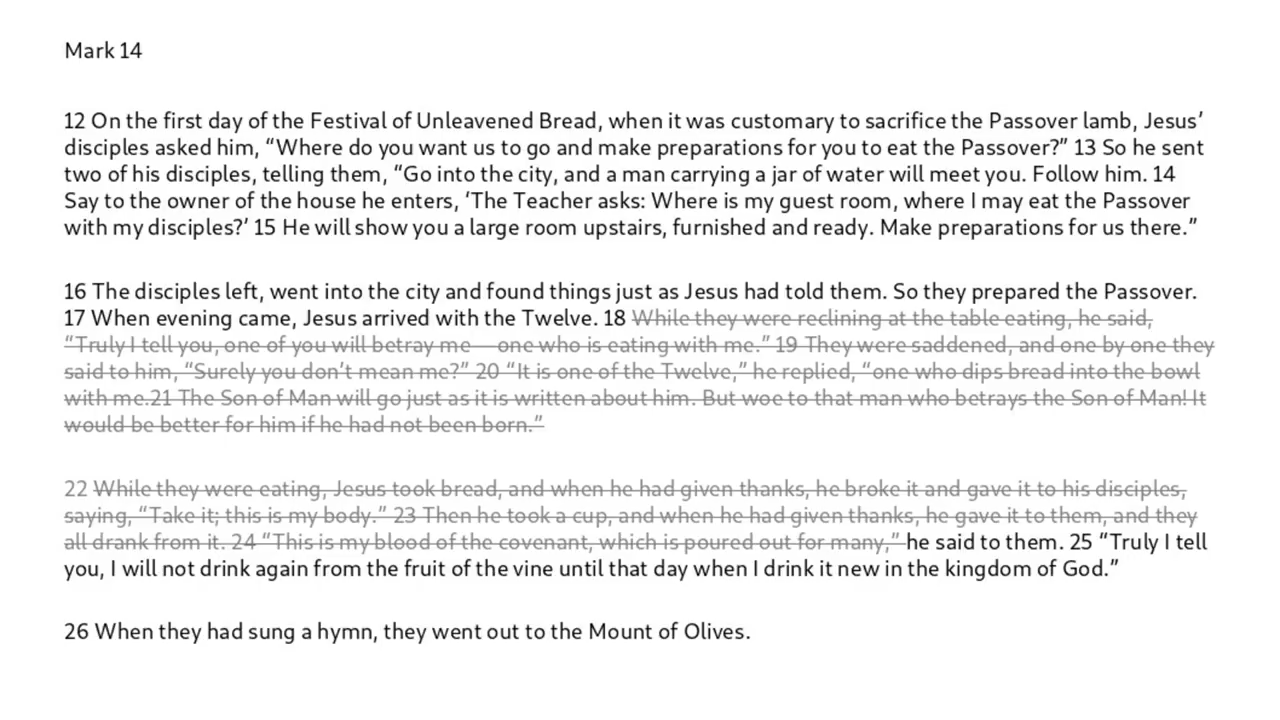 Mark 14
12 On the first day of the Festival of Unleavened Bread, when it was customary to sacrifice the Passover lamb, Jesus’
disciples asked him, “Where do you want us to go and make preparations for you to eat the Passover?” 13 So he sent
two of his disciples, telling them, “Go into the city, and a man carrying a jar of water will meet you. Follow him. 14
Say to the owner of the house he enters, ‘The Teacher asks: Where is my guest room, where I may eat the Passover
with my disciples?’ 15 He will show you a large room upstairs, furnished and ready. Make preparations for us there.”
16 The disciples left, went into the city and found things just as Jesus had told them. So they prepared the Passover.
17 When evening came, Jesus arrived with the Twelve. 18 While they were reclining at the table eating, he said,
“Truly I tell you, one of you will betray me—one who is eating with me.” 19 They were saddened, and one by one they
said to him, “Surely you don’t mean me?” 20 “It is one of the Twelve,” he replied, “one who dips bread into the bowl
with me.21 The Son of Man will go just as it is written about him. But woe to that man who betrays the Son of Man! It
would be better for him if he had not been born.”
22 While they were eating, Jesus took bread, and when he had given thanks, he broke it and gave it to his disciples,
saying, “Take it; this is my body.” 23 Then he took a cup, and when he had given thanks, he gave it to them, and they
all drank from it. 24 “This is my blood of the covenant, which is poured out for many,” he said to them. 25 “Truly I tell
you, I will not drink again from the fruit of the vine until that day when I drink it new in the kingdom of God.”
26 When they had sung a hymn, they went out to the Mount of Olives.